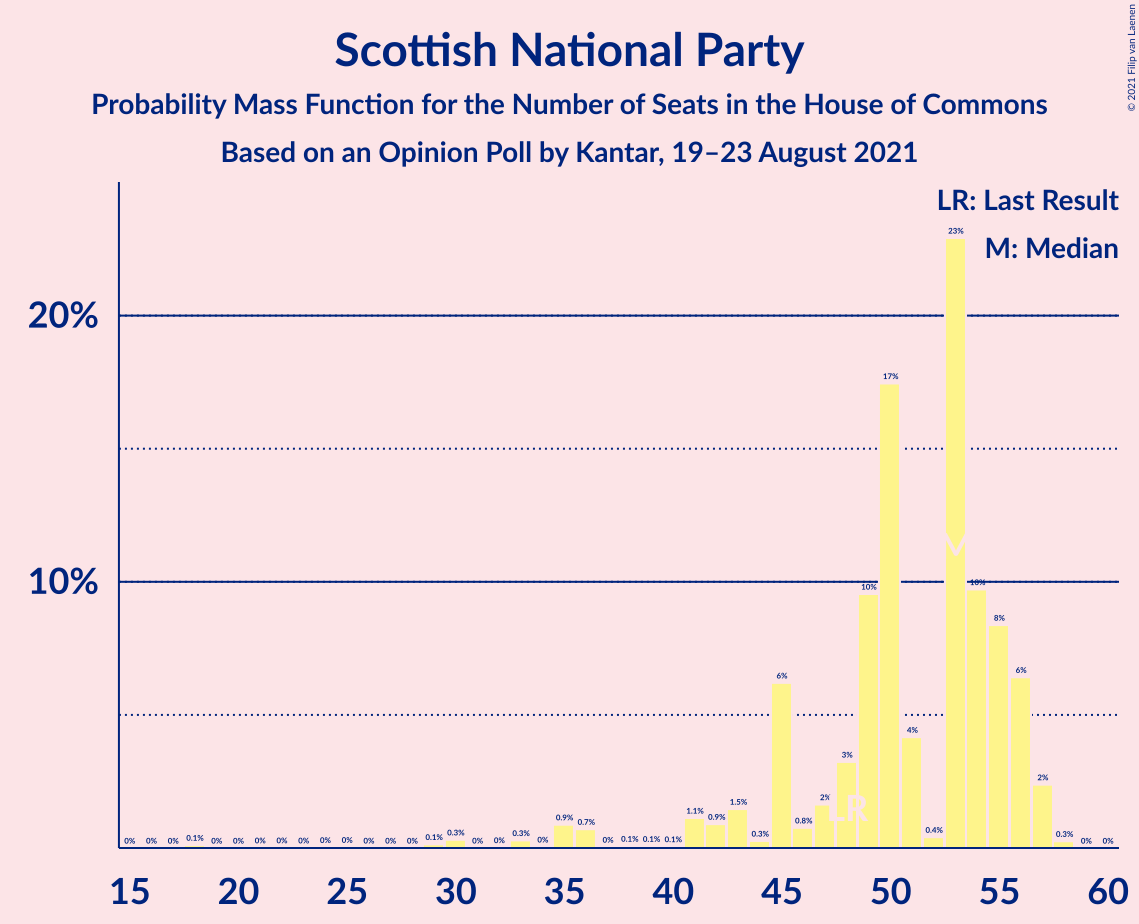 Scottish National Party
Probability Mass Function for the Number of Seats in the House of Commons
Based on an Opinion Poll by Kantar, 19–23 August 2021
© 2021 Filip van Laenen
LR: Last Result
M: Median
20%
10%
0% 0% 0% 0.1% 0% 0% 0% 0% 0% 0% 0% 0% 0% 0% 0.1% 0.3% 0% 0% 0.3% 0% 0.9% 0.7% 0% 0.1% 0.1% 0.1% 1.1% 0.9% 1.5% 0.3% 6% 0.8% 2% 3% 10% 17% 4% 0.4% 23% 10% 8% 6% 2% 0.3% 0% 0%
LR
M
15 20 25 30 35 40 45 50 55 60